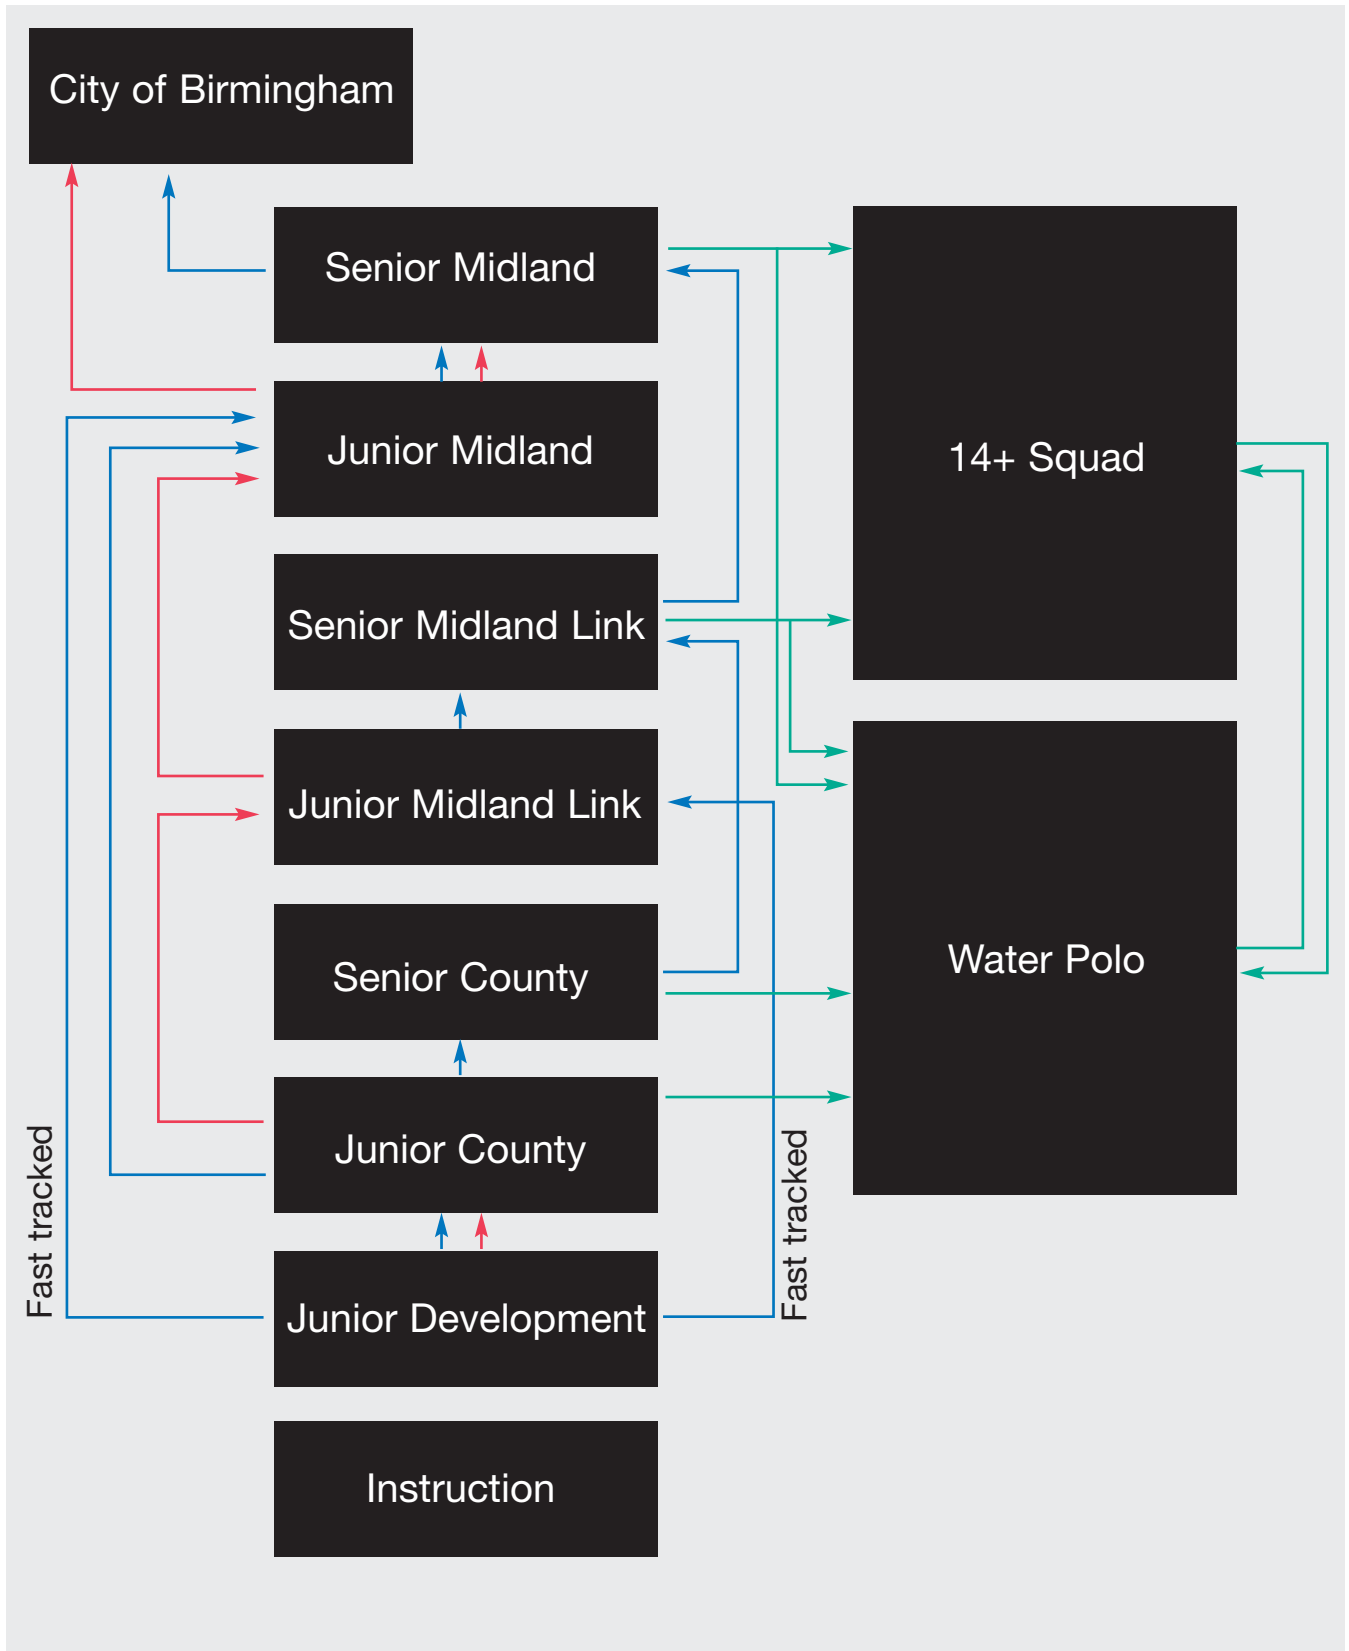 City of Birmingham
Senior Midland
Junior Midland
14+ Squad
Senior Midland Link
Junior Midland Link
Water Polo
Senior County
Junior County
Fast tracked
Fast tracked
Junior Development
Instruction